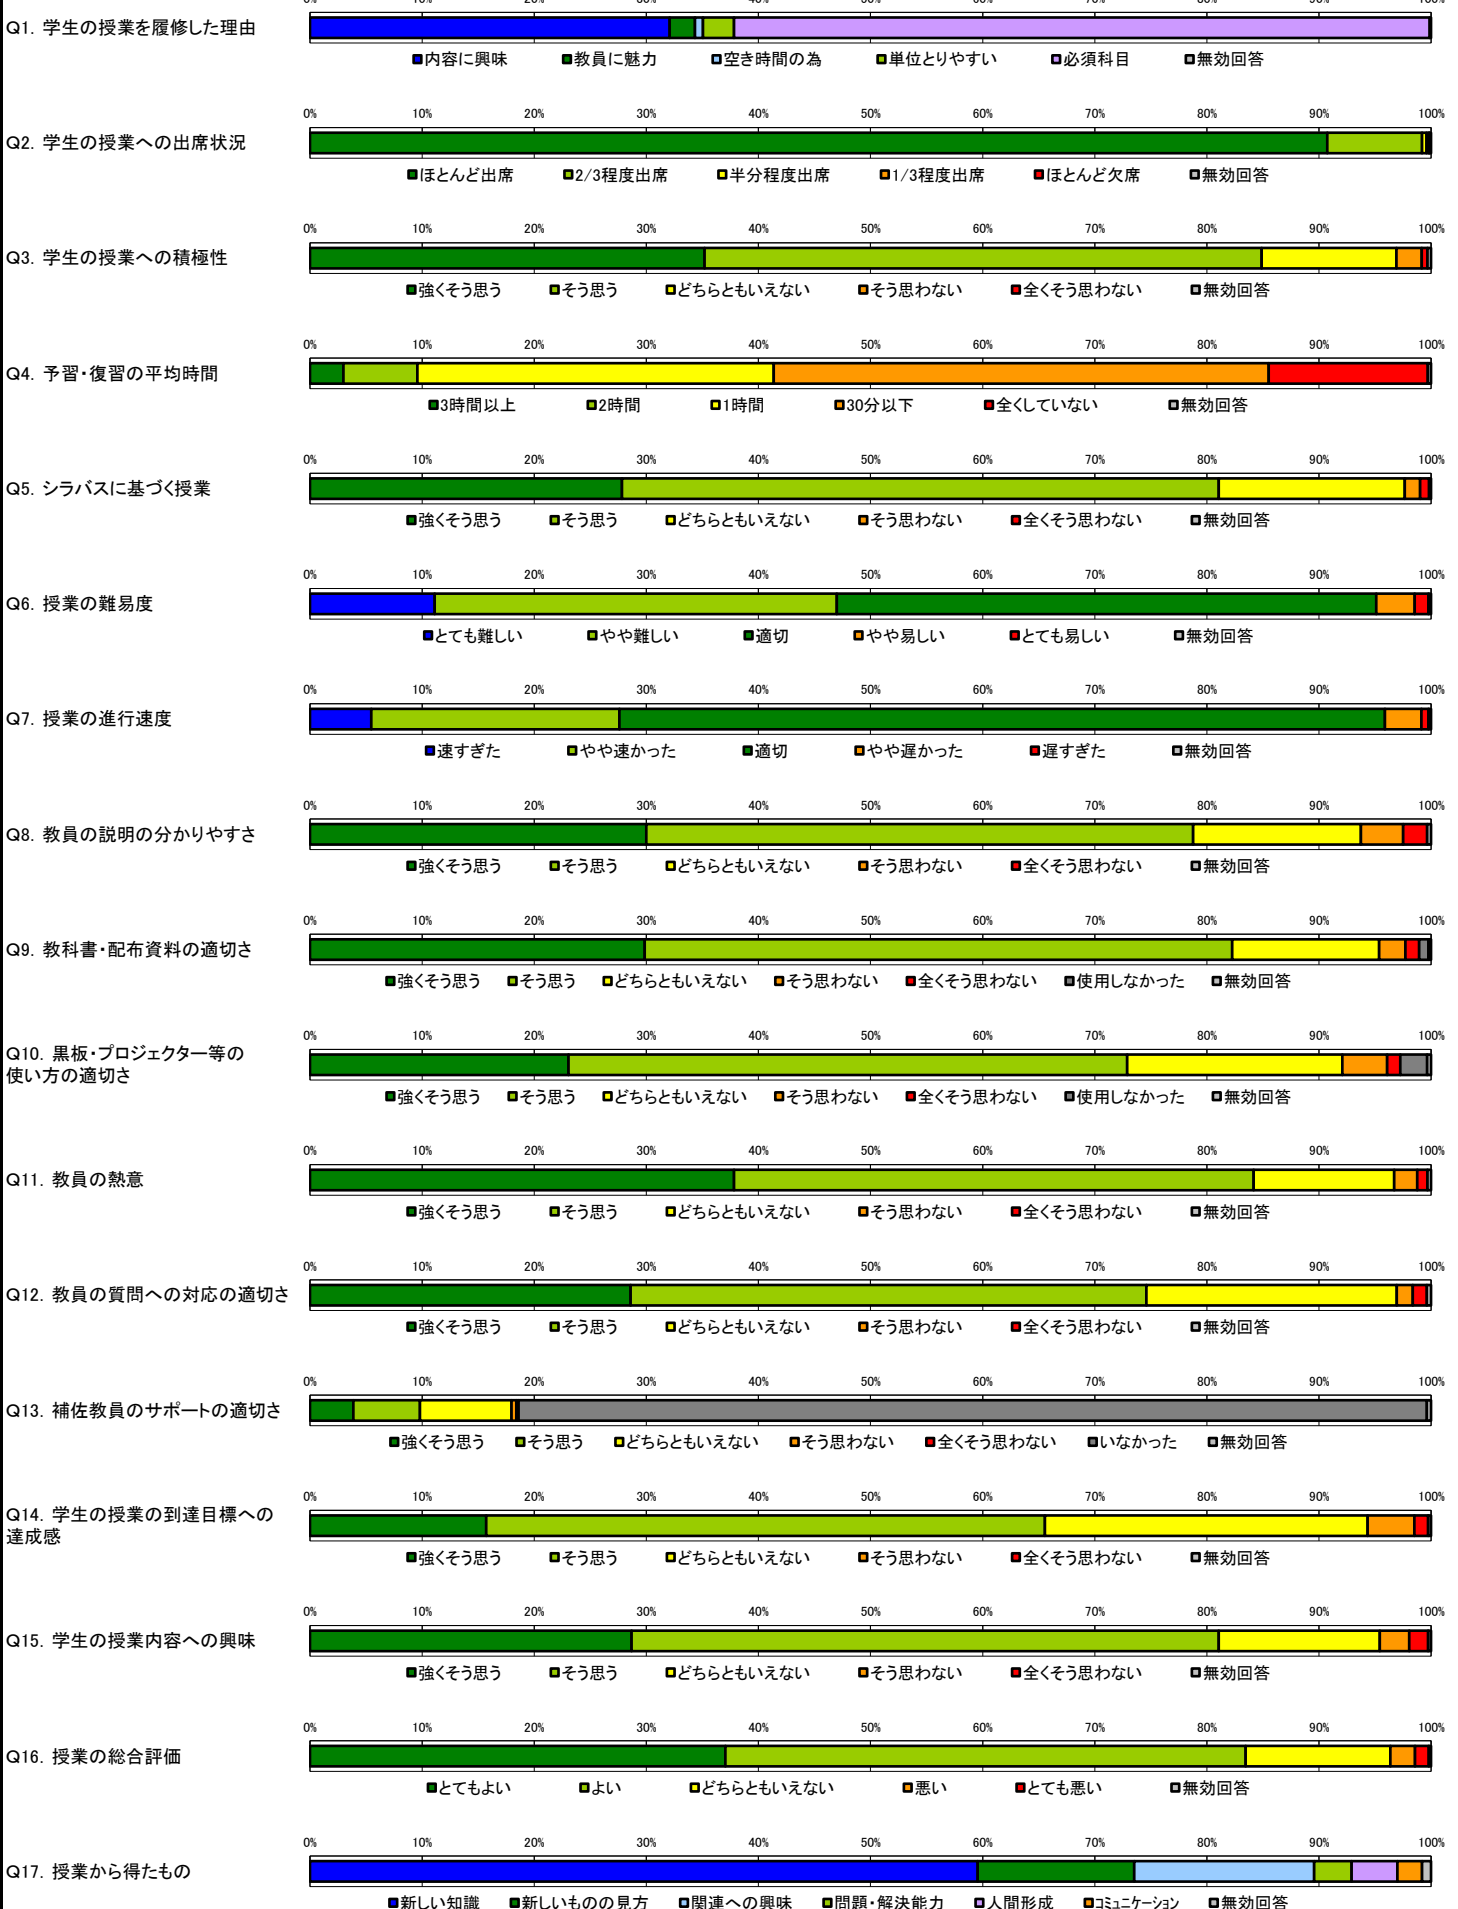 Q1. 学生の授業を履修した理由
内容に興味 教員に魅力 空き時間の為 単位とりやすい 必須科目 無効回答
0% 10% 20% 30% 40% 50% 60% 70% 80% 90% 100%
Q2. 学生の授業への出席状況
ほとんど出席 2/3程度出席 半分程度出席 1/3程度出席 ほとんど欠席 無効回答
0% 10% 20% 30% 40% 50% 60% 70% 80% 90% 100%
Q3. 学生の授業への積極性
強くそう思う そう思う どちらともいえない そう思わない 全くそう思わない 無効回答
0% 10% 20% 30% 40% 50% 60% 70% 80% 90% 100%
Q4. 予習・復習の平均時間
3時間以上 2時間 1時間 30分以下 全くしていない 無効回答
0% 10% 20% 30% 40% 50% 60% 70% 80% 90% 100%
Q5. シラバスに基づく授業
強くそう思う そう思う どちらともいえない そう思わない 全くそう思わない 無効回答
0% 10% 20% 30% 40% 50% 60% 70% 80% 90% 100%
Q6. 授業の難易度
とても難しい やや難しい 適切 やや易しい とても易しい 無効回答
0% 10% 20% 30% 40% 50% 60% 70% 80% 90% 100%
Q7. 授業の進行速度
速すぎた やや速かった 適切 やや遅かった 遅すぎた 無効回答
0% 10% 20% 30% 40% 50% 60% 70% 80% 90% 100%
Q8. 教員の説明の分かりやすさ
強くそう思う そう思う どちらともいえない そう思わない 全くそう思わない 無効回答
0% 10% 20% 30% 40% 50% 60% 70% 80% 90% 100%
Q9. 教科書・配布資料の適切さ
強くそう思う そう思う どちらともいえない そう思わない 全くそう思わない 使用しなかった 無効回答
0% 10% 20% 30% 40% 50% 60% 70% 80% 90% 100%
Q10. 黒板・プロジェクター等の
使い方の適切さ
強くそう思う そう思う どちらともいえない そう思わない 全くそう思わない 使用しなかった 無効回答
0% 10% 20% 30% 40% 50% 60% 70% 80% 90% 100%
Q11. 教員の熱意
強くそう思う そう思う どちらともいえない そう思わない 全くそう思わない 無効回答
0% 10% 20% 30% 40% 50% 60% 70% 80% 90% 100%
Q12. 教員の質問への対応の適切さ
強くそう思う そう思う どちらともいえない そう思わない 全くそう思わない 無効回答
0% 10% 20% 30% 40% 50% 60% 70% 80% 90% 100%
Q13. 補佐教員のサポートの適切さ
強くそう思う そう思う どちらともいえない そう思わない 全くそう思わない いなかった 無効回答
0% 10% 20% 30% 40% 50% 60% 70% 80% 90% 100%
Q14. 学生の授業の到達目標への
達成感
強くそう思う そう思う どちらともいえない そう思わない 全くそう思わない 無効回答
0% 10% 20% 30% 40% 50% 60% 70% 80% 90% 100%
Q15. 学生の授業内容への興味
強くそう思う そう思う どちらともいえない そう思わない 全くそう思わない 無効回答
0% 10% 20% 30% 40% 50% 60% 70% 80% 90% 100%
Q16. 授業の総合評価
とてもよい よい どちらともいえない 悪い とても悪い 無効回答
0% 10% 20% 30% 40% 50% 60% 70% 80% 90% 100%
Q17. 授業から得たもの
新しい知識 新しいものの見方 関連への興味 問題・解決能力 人間形成 ｺﾐｭﾆｹｰｼｮﾝ 無効回答